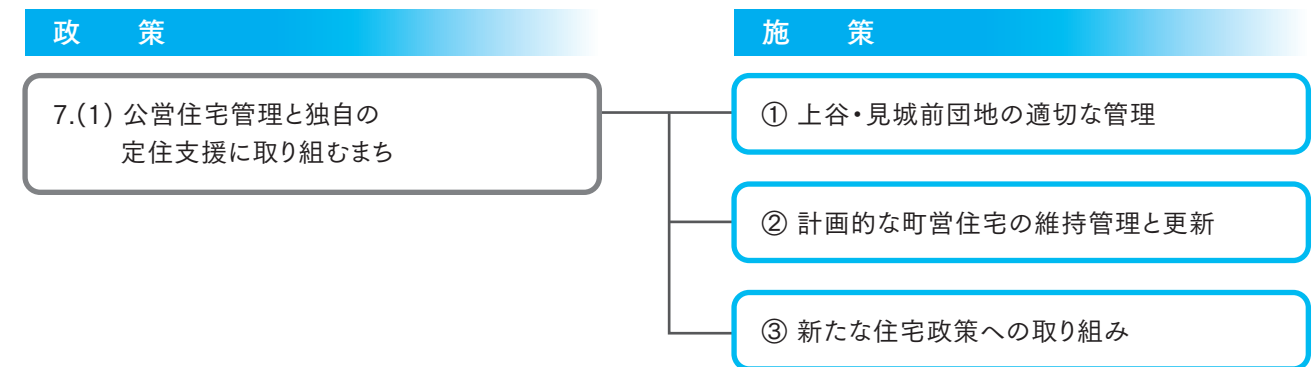 政　策
施　策
7.(1) 公営住宅管理と独自の
定住支援に取り組むまち
① 上谷・見城前団地の適切な管理
② 計画的な町営住宅の維持管理と更新
③ 新たな住宅政策への取り組み